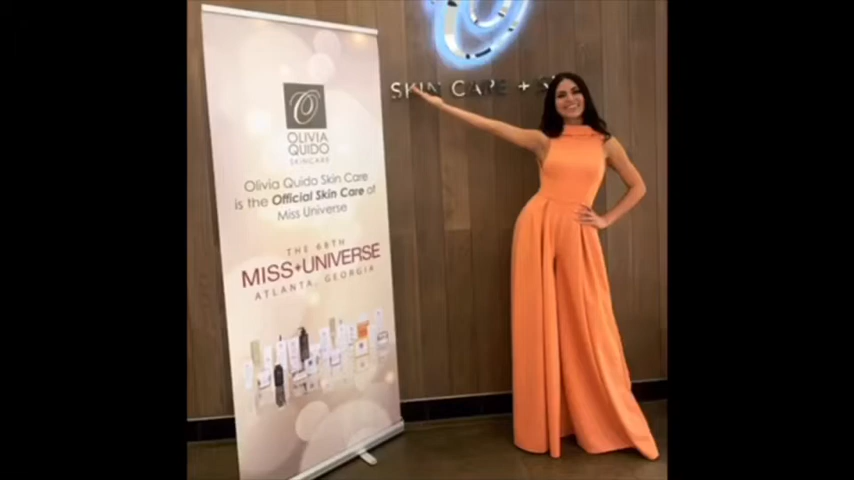 OLIVIA
QUIDO
SKINCARE
Olivia Quido Skin Care
is the Official Skin Care of
Miss Universe
THE 68TH
MISS UNIVERSE
ATLANTA, GEORGIA
SKIN CARE +